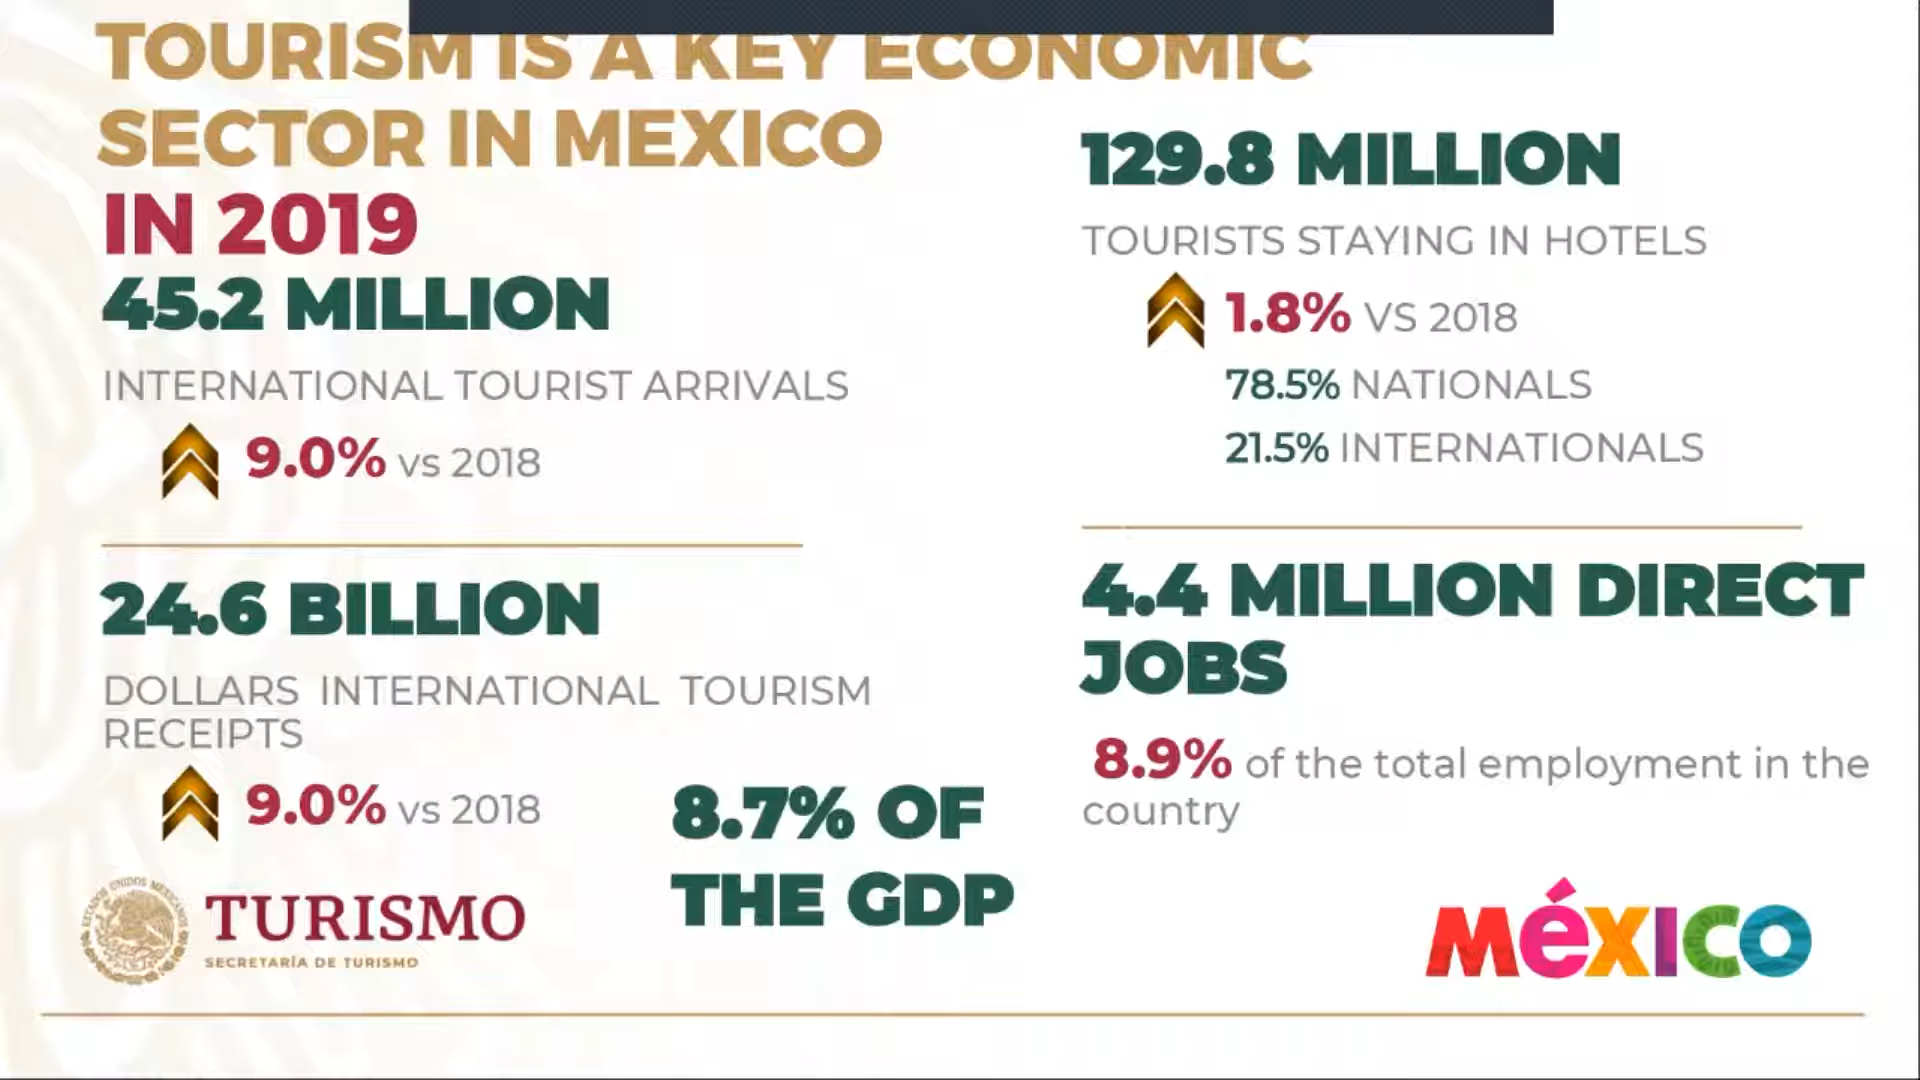 TOURISM IS A KEY ECONOMIC
SECTOR IN MEXICO
IN 2019
45.2 MILLION
INTERNATIONAL TOURIST ARRIVALS
9.0% vs 2018
24.6 BILLION
DOLLARS INTERNATIONAL TOURISM
RECEIPTS
9.0% vs 2018
8.7% OF
THE GDP
129.8 MILLION
TOURISTS STAYING IN HOTELS
1.8% VS 2018
78.5% NATIONALS
21.5% INTERNATIONALS
4.4 MILLION DIRECT
JOBS
8.9% of the total employment in the
country
ESTADOS UNIDOS MEXICANOS
TURISMO
SECRETARÍA DE TURISMO
MéXICO